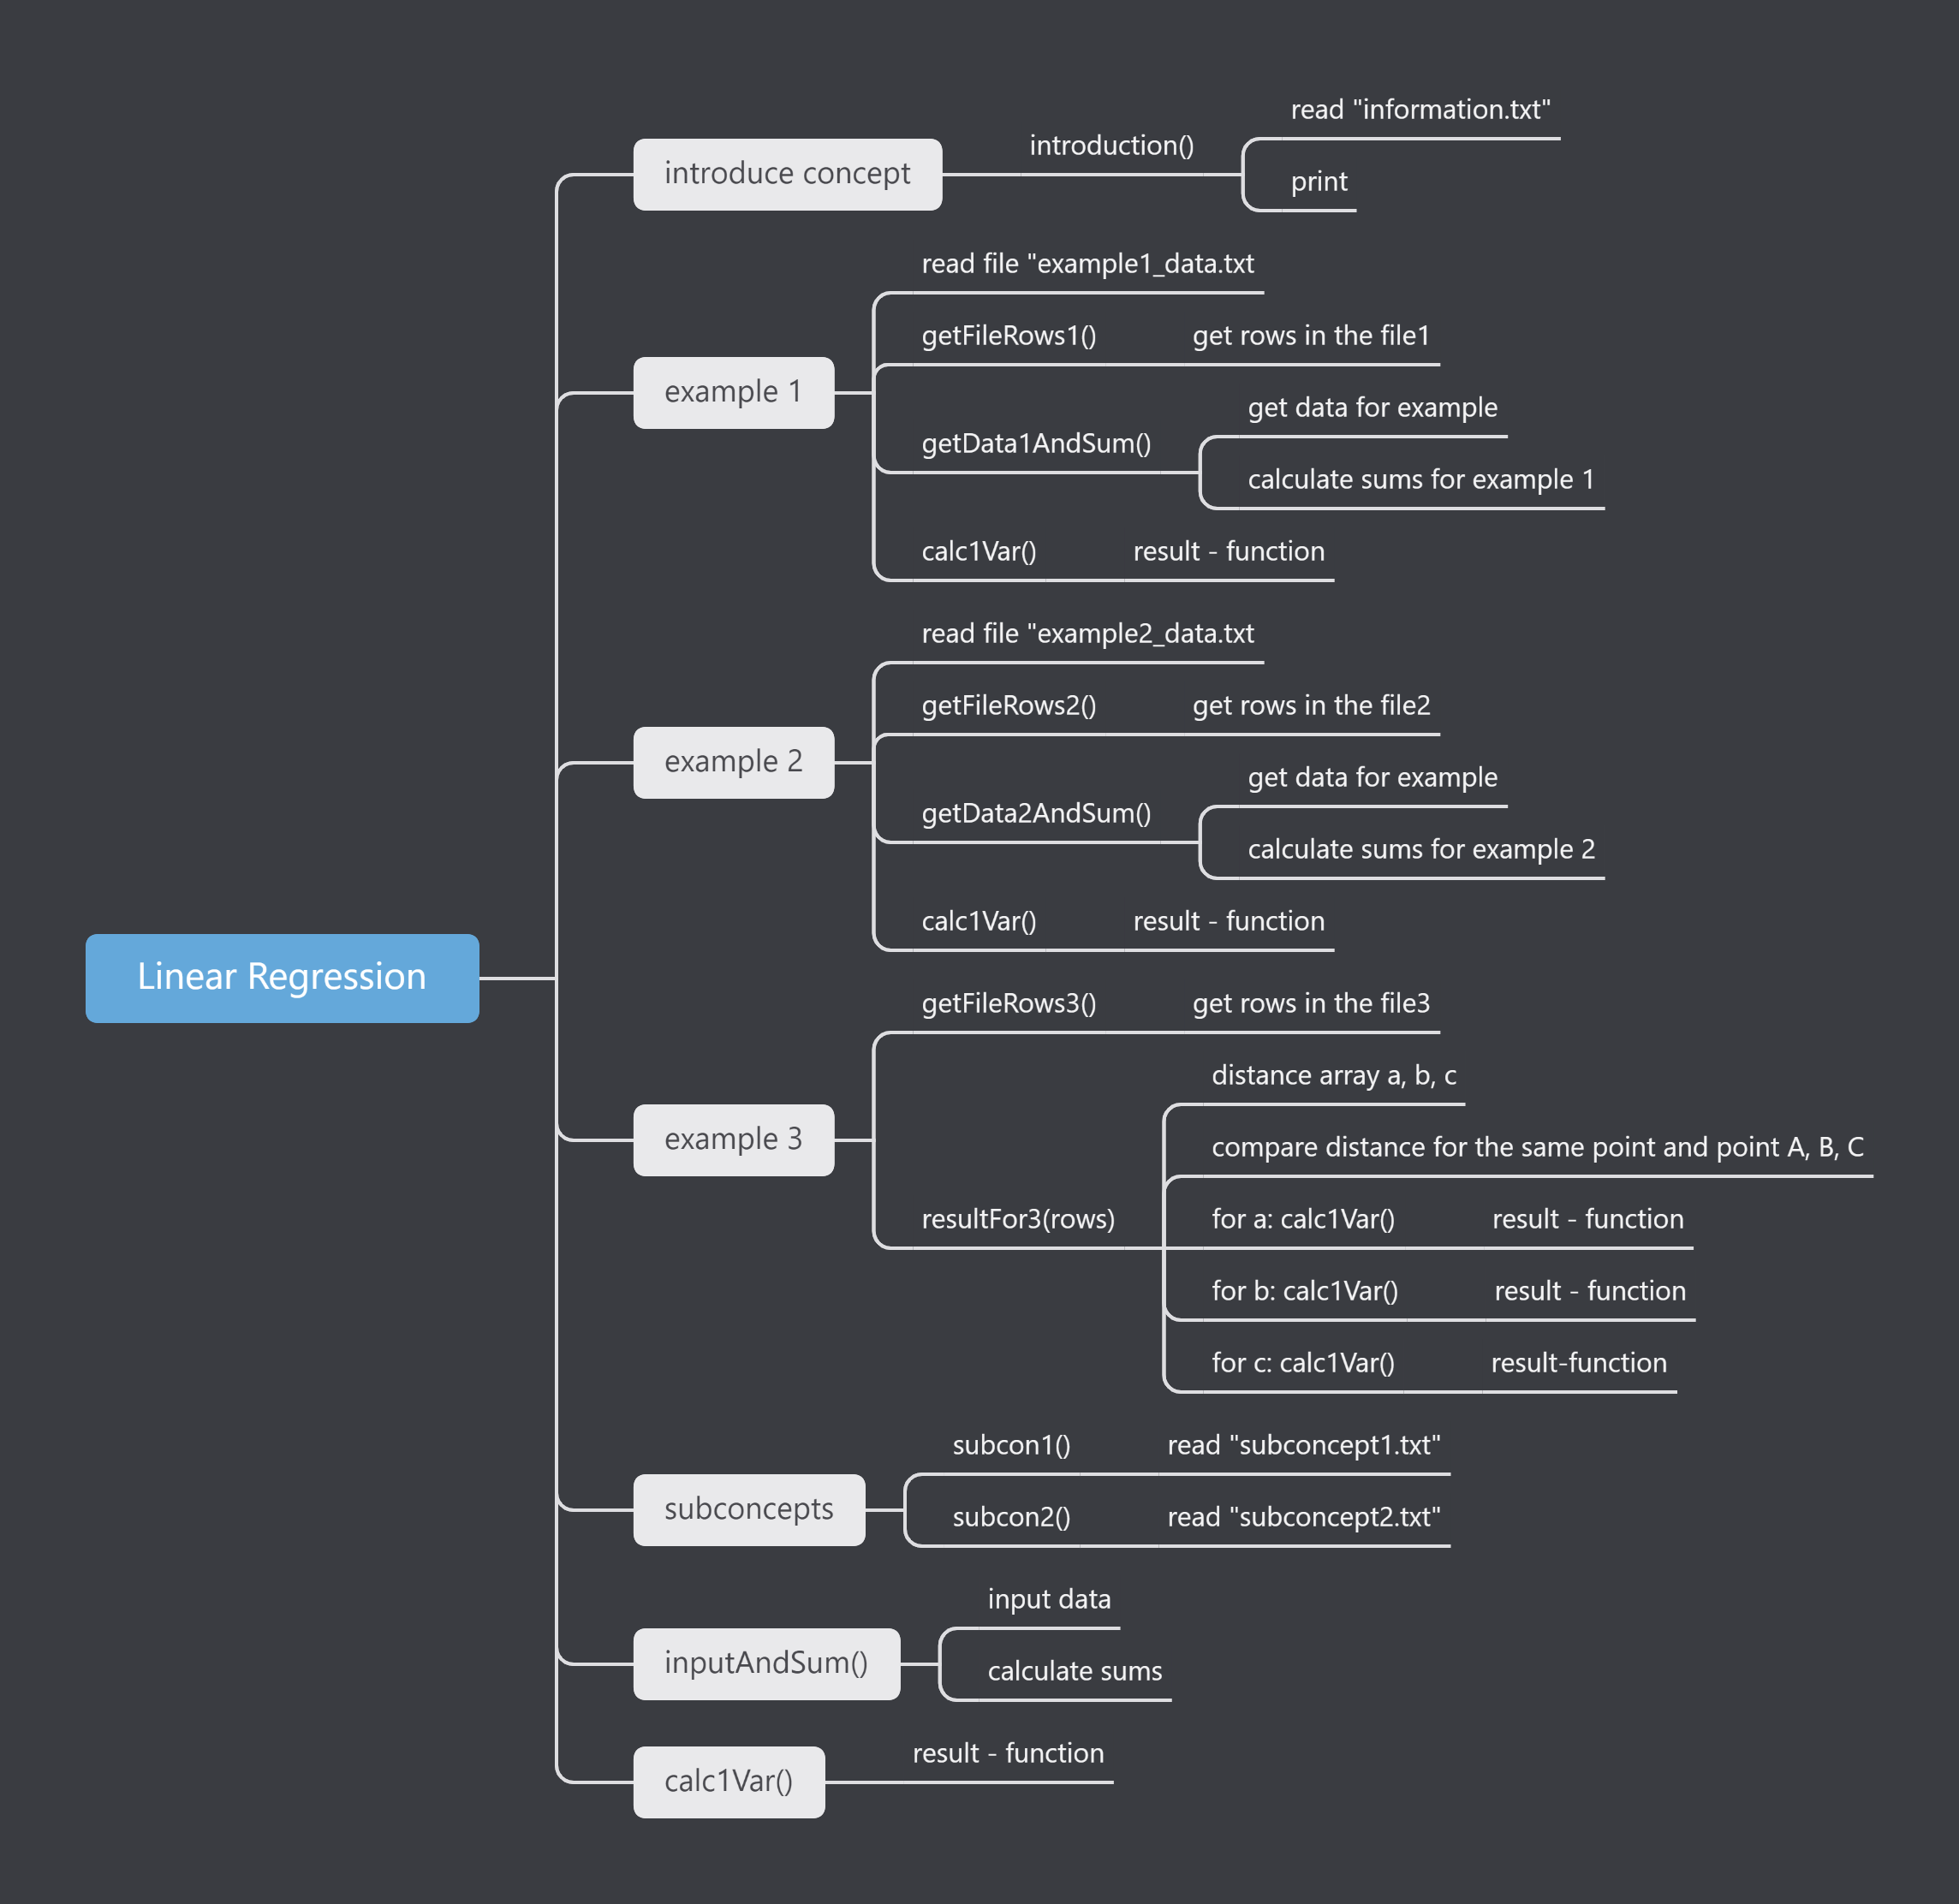 Linear Regression
introduce concept
introduction()
read "information.txt"
print
example 1
read file "example1_data.txt
getFileRows1()
get rows in the file1
getData1AndSum()
get data for example
calculate sums for example 1
calc1Var()
result - function
example 2
read file "example2_data.txt
getFileRows2()
get rows in the file2
getData2AndSum()
get data for example
calculate sums for example 2
calc1Var()
result - function
example 3
getFileRows3()
get rows in the file3
resultFor3(rows)
distance array a, b, c
compare distance for the same point and point A, B, C
for a: calc1Var()
result - function
for b: calc1Var()
result - function
for c: calc1Var()
result-function
subconcepts
subcon1()
read "subconcept1.txt"
subcon2()
read "subconcept2.txt"
inputAndSum()
input data
calculate sums
calc1Var()
result - function